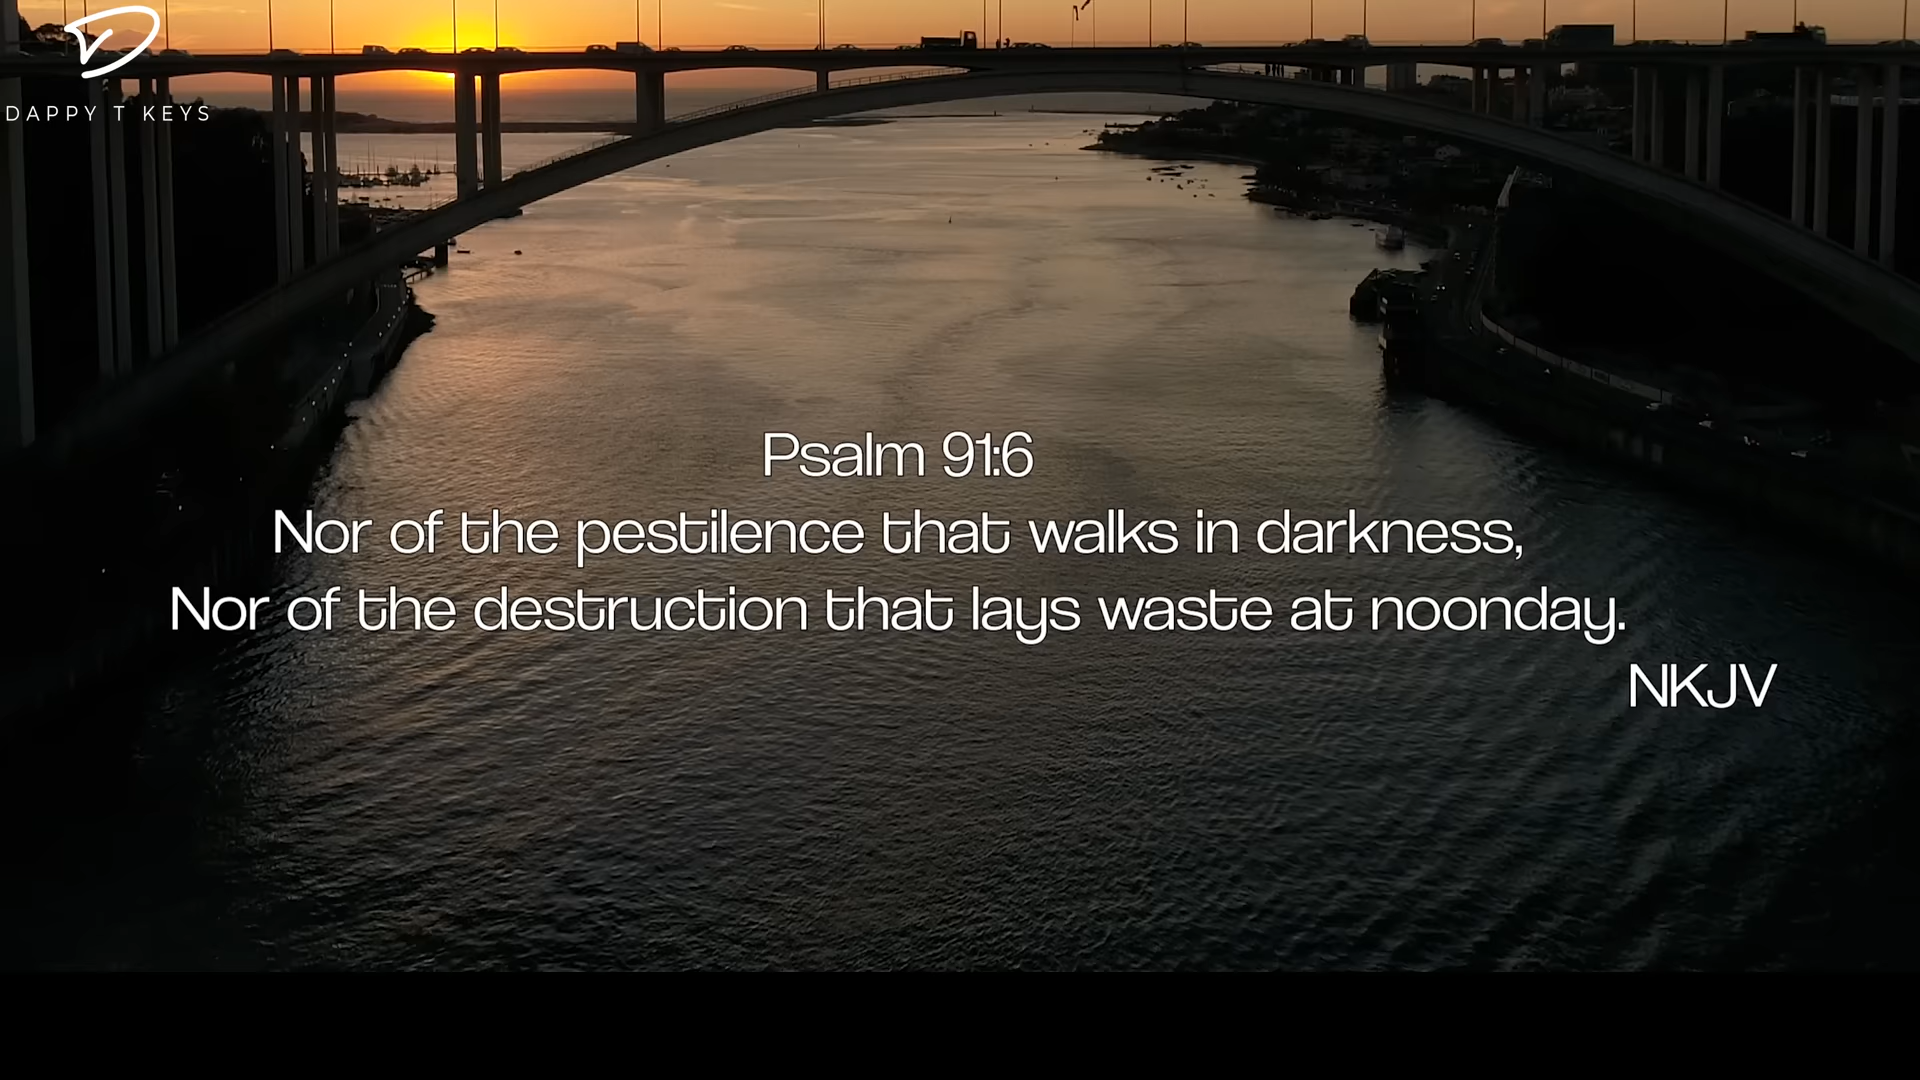 DAPPY T KEYS
Psalm 91:6
Nor of the pestilence that walks in darkness,
Nor of the destruction that lays waste at noonday.
NKJV